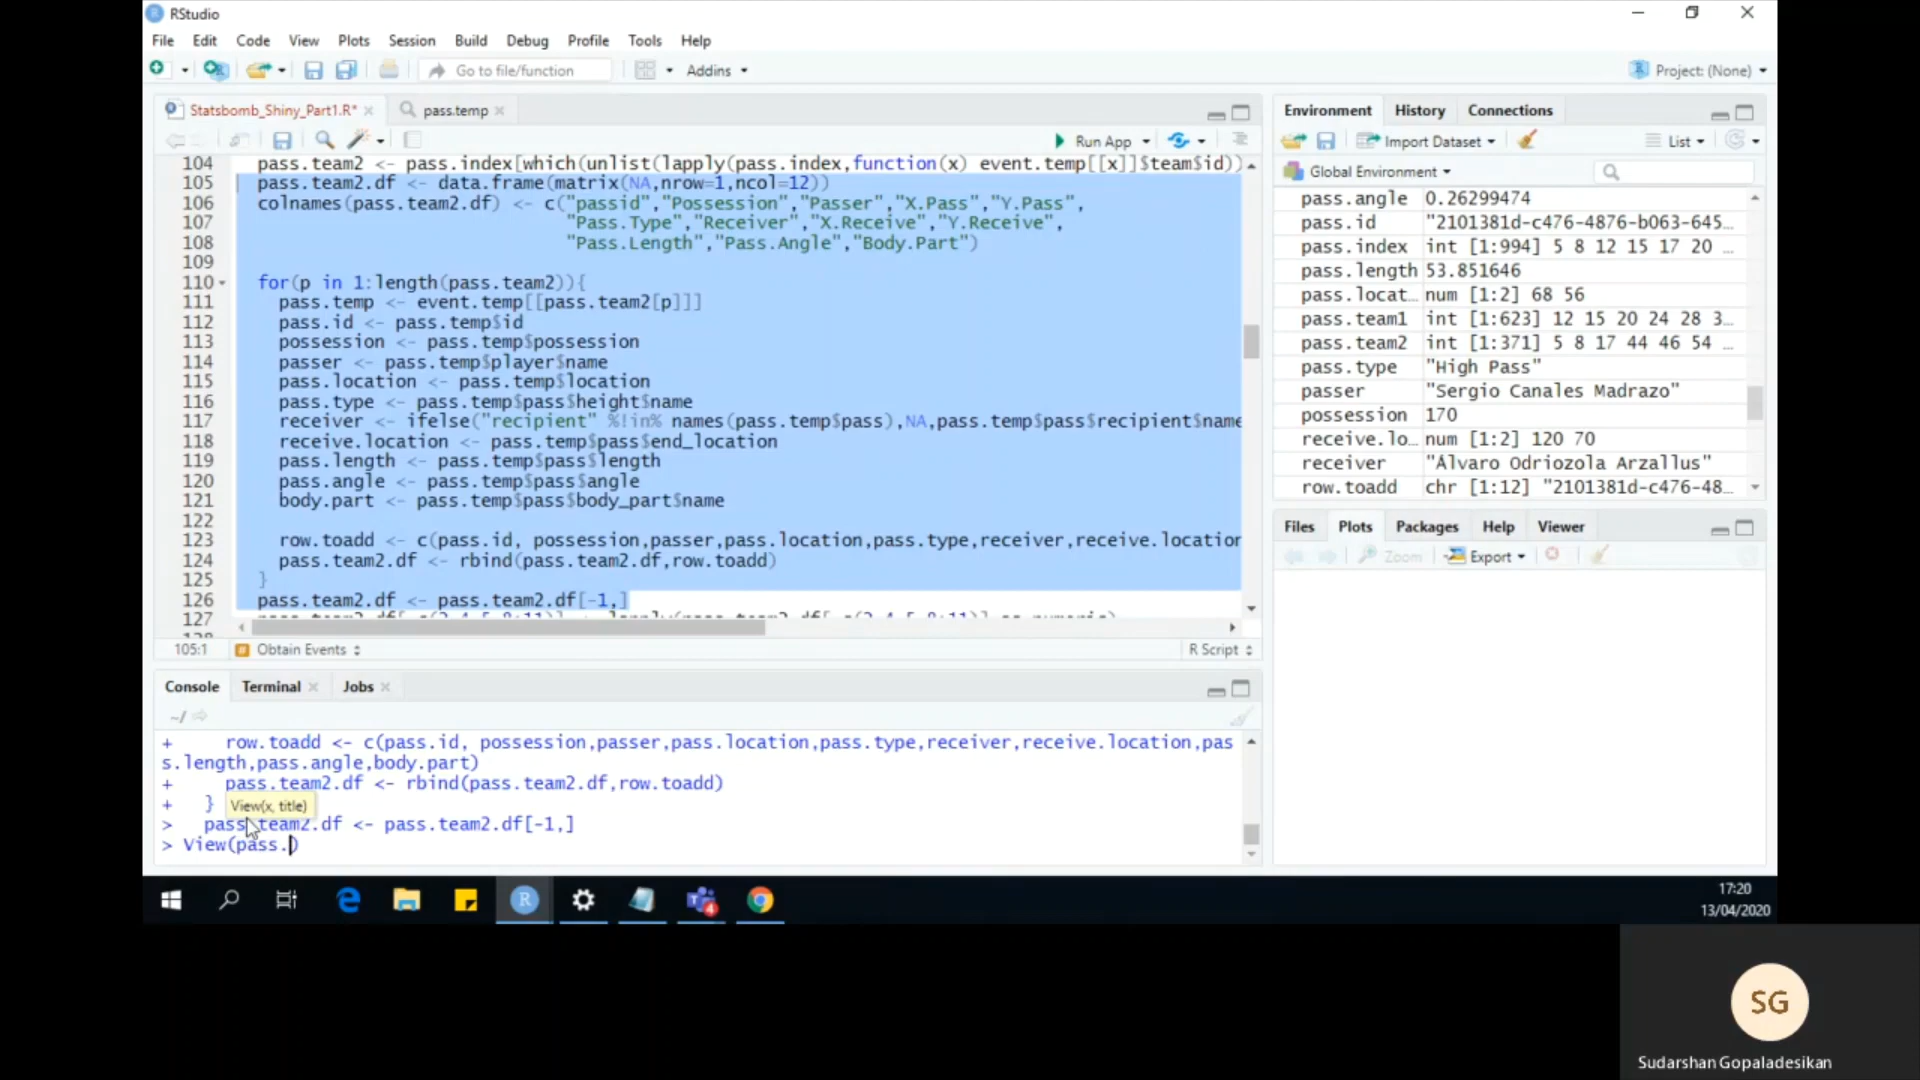 RStudio
File Edit Code View Plots Session Build Debug Profile Tools Help
Go to file/function Addins Project: (None)
Statsbomb_Shiny_Part1.R* pass.temp
Run App
104 pass.team2 <- pass.index[which(unlist(lapply(pass.index,function(x) event.temp[[x]]$team$id))
105 pass.team2.df <- data.frame(matrix(NA,nrow=1,ncol=12))
106 colnames(pass.team2.df) <- c("passid","Possession","Passer","X.Pass","Y.Pass",
107 "Pass.Type","Receiver","X.Receive","Y.Receive",
108 "Pass.Length","Pass.Angle","Body.Part")
109
110 for(p in 1:length(pass.team2)){
111 pass.temp <- event.temp[[pass.team2[p]]]
112 pass.id <- pass.temp$id
113 possession <- pass.temp$possession
114 passer <- pass.temp$player$name
115 pass.location <- pass.temp$location
116 pass.type <- pass.temp$pass$height$name
117 receiver <- ifelse("recipient" %!in% names(pass.temp$pass),NA,pass.temp$pass$recipient$name
118 receive.location <- pass.temp$pass$end_location
119 pass.length <- pass.temp$pass$length
120 pass.angle <- pass.temp$pass$angle
121 body.part <- pass.temp$pass$body_part$name
122
123 row.toadd <- c(pass.id, possession,passer,pass.location,pass.type,receiver,receive.location
124 pass.team2.df <- rbind(pass.team2.df,row.toadd)
125 }
126 pass.team2.df <- pass.team2.df[-1,]
127
105:1 Obtain Events R Script
Console Terminal Jobs
~/
+ row.toadd <- c(pass.id, possession,passer,pass.location,pass.type,receiver,receive.location,pas
s.length,pass.angle,body.part)
+ pass.team2.df <- rbind(pass.team2.df,row.toadd)
+ }
View(x, title)
> pass.team2.df <- pass.team2.df[-1,]
> View(pass.)
Environment History Connections
Import Dataset List
Global Environment
pass.angle 0.26299474
pass.id "2101381d-c476-4876-b063-645…
pass.index int [1:994] 5 8 12 15 17 20 …
pass.length 53.851646
pass.locat… num [1:2] 68 56
pass.team1 int [1:623] 12 15 20 24 28 3…
pass.team2 int [1:371] 5 8 17 44 46 54 …
pass.type "High Pass"
passer "Sergio Canales Madrazo"
possession 170
receive.lo… num [1:2] 120 70
receiver "Álvaro Odriozola Arzallus"
row.toadd chr [1:12] "2101381d-c476-48…
Files Plots Packages Help Viewer
Zoom Export
4
17:20
13/04/2020
SG
Sudarshan Gopaladesikan